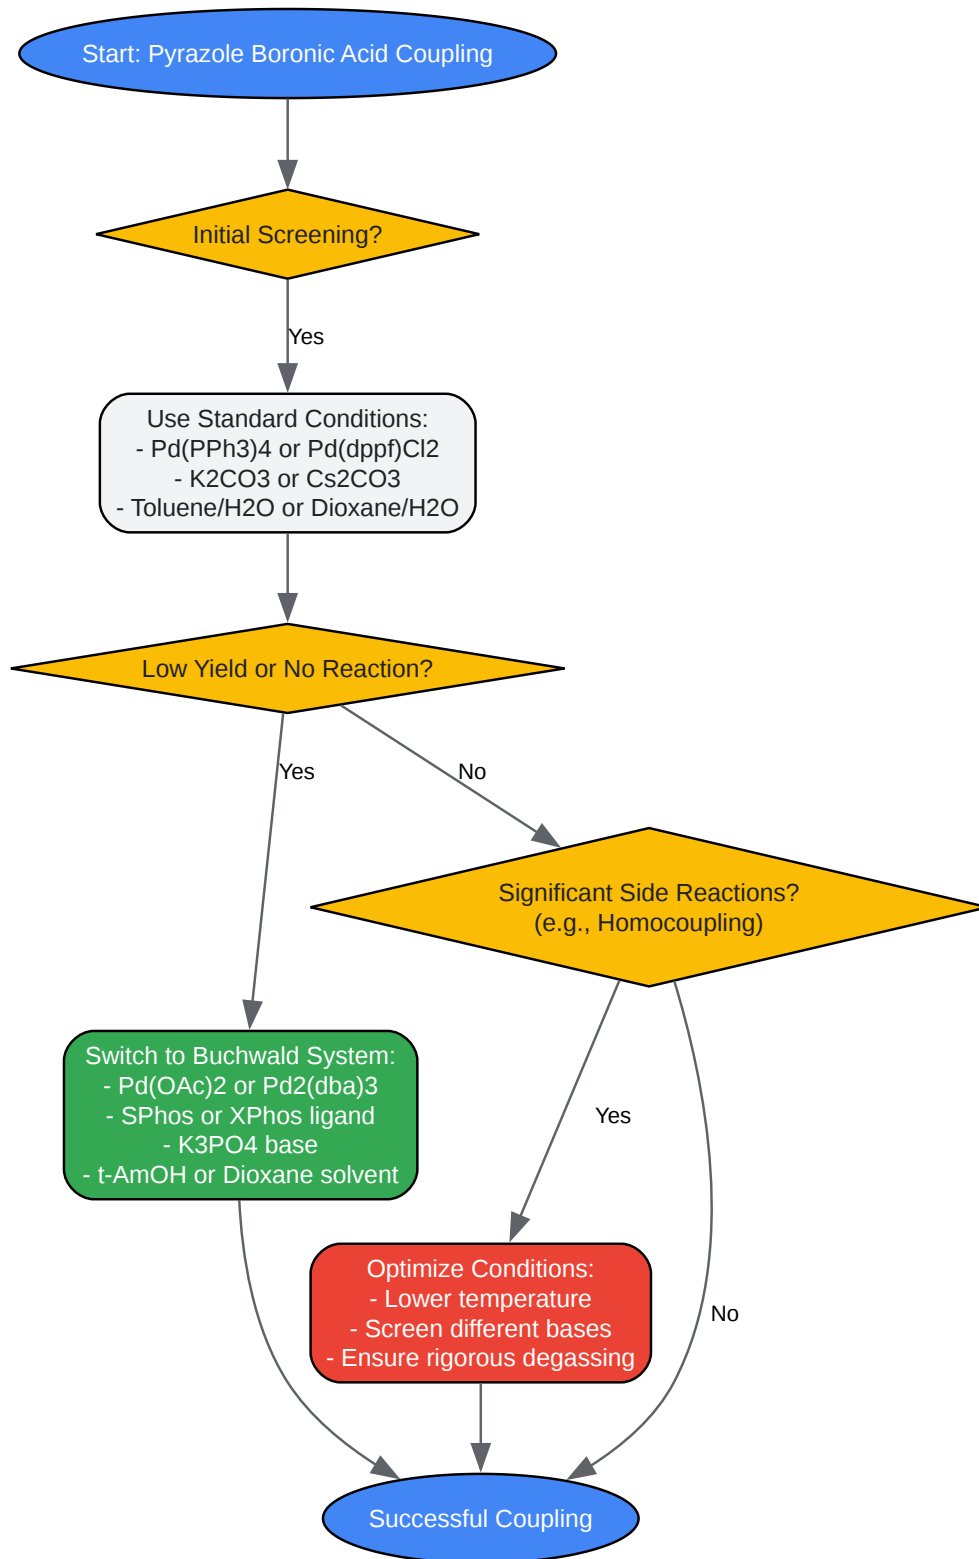 Start: Pyrazole Boronic Acid Coupling
Initial Screening?
Yes
Use Standard Conditions:
- Pd(PPh3)4 or Pd(dppf)Cl2
- K2CO3 or Cs2CO3
- Toluene/H2O or Dioxane/H2O
Low Yield or No Reaction?
Yes
No
Significant Side Reactions?
(e.g., Homocoupling)
Switch to Buchwald System:
- Pd(OAc)2 or Pd2(dba)3
- SPhos or XPhos ligand
- K3PO4 base
- t-AmOH or Dioxane solvent
Yes
Optimize Conditions:
- Lower temperature
- Screen different bases
- Ensure rigorous degassing
No
Successful Coupling